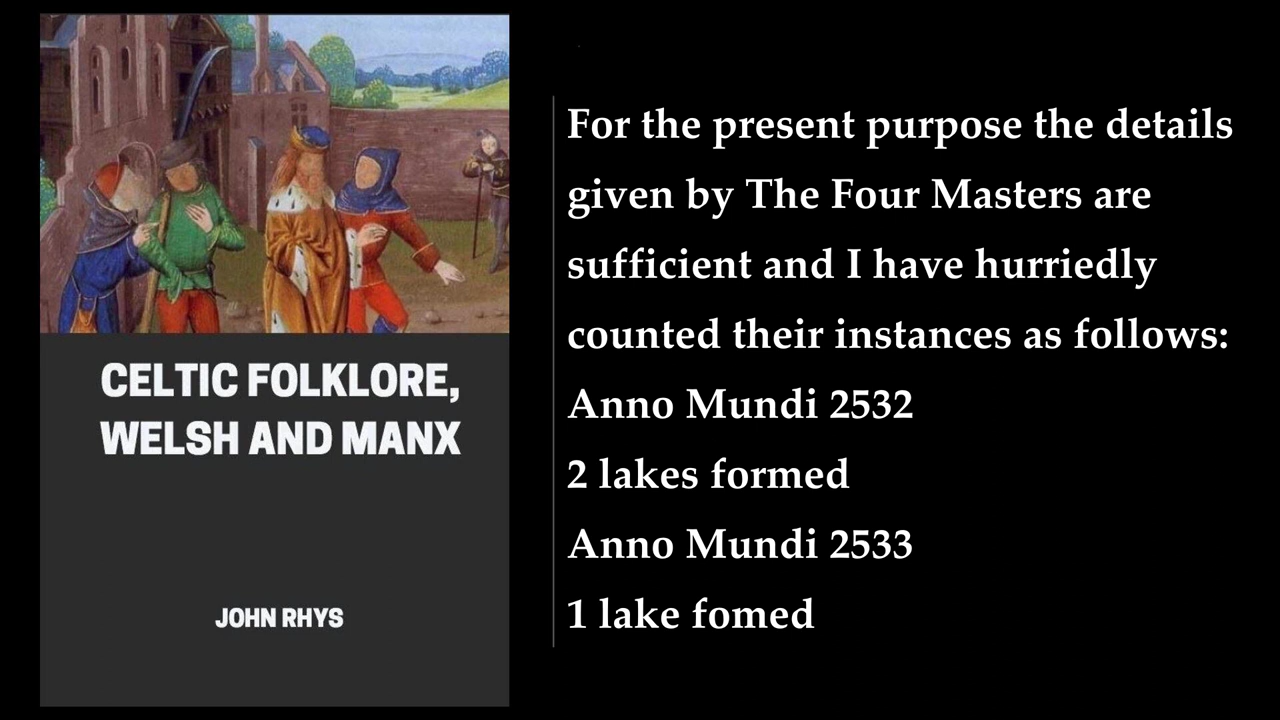 CELTIC FOLKLORE,
WELSH AND MANX
JOHN RHYS
For the present purpose the details
given by The Four Masters are
sufficient and I have hurriedly
counted their instances as follows:
Anno Mundi 2532
2 lakes formed
Anno Mundi 2533
1 lake fomed